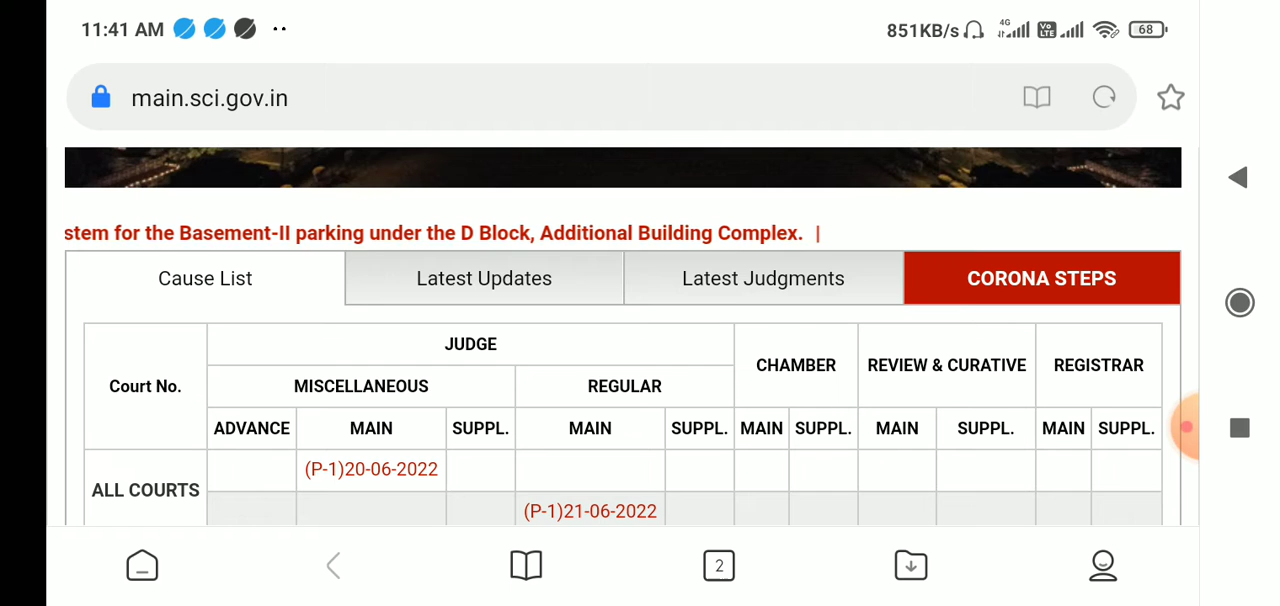 11:41 AM
851KB/s 4G Vo LTE 68
main.sci.gov.in
stem for the Basement-II parking under the D Block, Additional Building Complex. |
Cause List Latest Updates Latest Judgments CORONA STEPS
JUDGE
Court No. CHAMBER REVIEW & CURATIVE REGISTRAR
MISCELLANEOUS REGULAR
ADVANCE MAIN SUPPL. MAIN SUPPL. MAIN SUPPL. MAIN SUPPL. MAIN SUPPL.
(P-1)20-06-2022
ALL COURTS
(P-1)21-06-2022
2